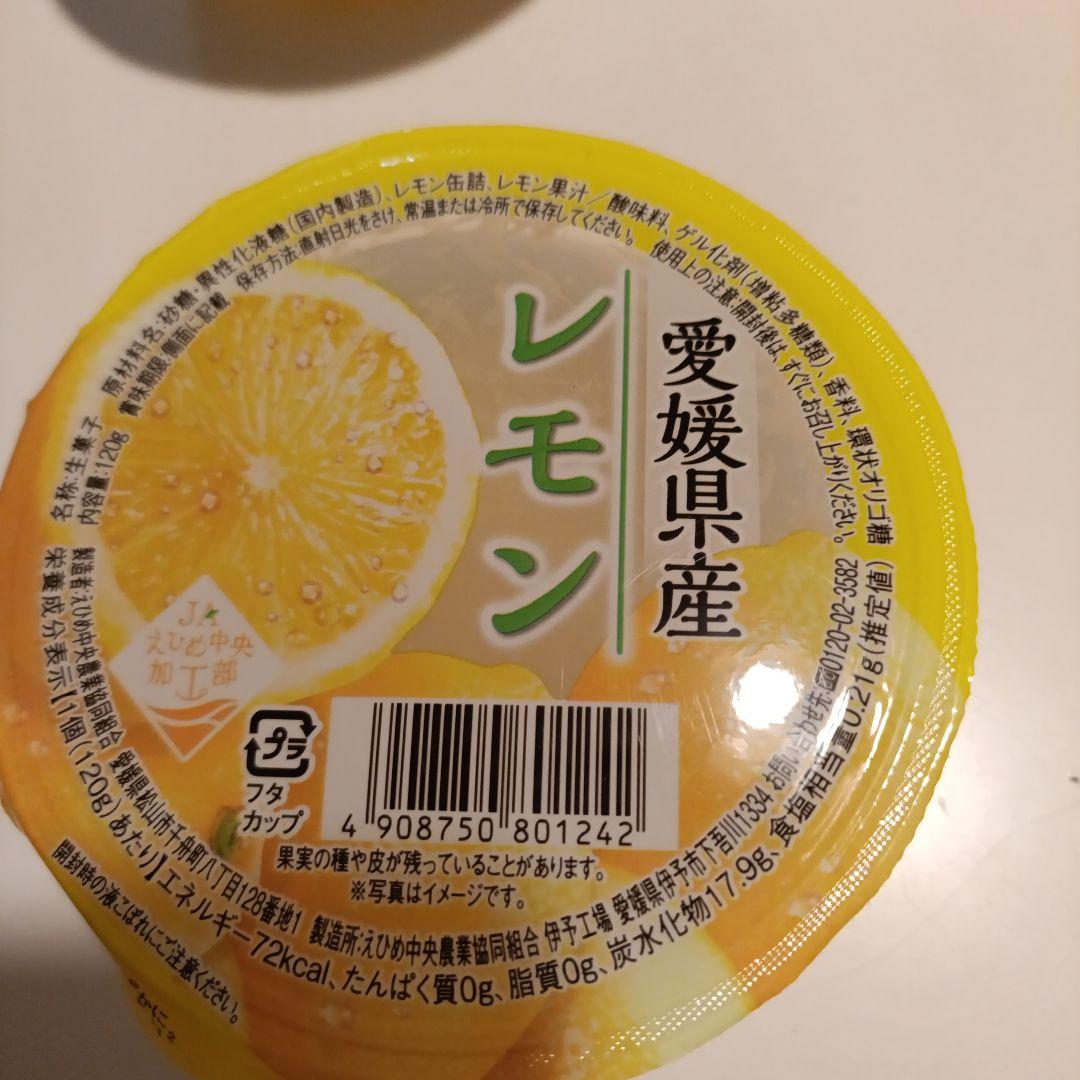 愛媛県産
レモン
名称:生菓子 原材料名:砂糖・異性化液糖(国内製造)、レモン缶詰、レモン果汁/酸味料、ゲル化剤(増粘多糖類)、香料、環状オリゴ糖
内容量:120g 賞味期限:側面に記載 保存方法:直射日光をさけ、常温または冷所で保存してください。 使用上の注意:開封後は、すぐにお召し上がりください。
JA
えひめ中央
加工部
プラ
フタ
カップ
4 908750 801242
果実の種や皮が残っていることがあります。
※写真はイメージです。
製造者:えひめ中央農業協同組合 愛媛県松山市千舟町八丁目128番地1 製造所:えひめ中央農業協同組合 伊予工場 愛媛県伊予市下吾川1334 お問い合わせ先 0120-02-3582
栄養成分表示【1個(120g)あたり】エネルギー72kcal、たんぱく質0g、脂質0g、炭水化物17.9g、食塩相当量0.21g(推定値)
開封時の液こぼれにご注意ください。